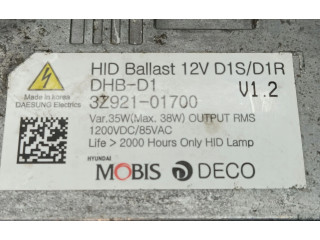 HID Ballast 12V D1S/D1R
DHB-D1
V1.2
Made in KOREA
DAESUNG Electrics
3Z921-01700
Var.35W(Max. 38W) OUTPUT RMS
1200VDC/85VAC
Life > 2000 Hours Only HID Lamp
HYUNDAI
MOBIS DECO